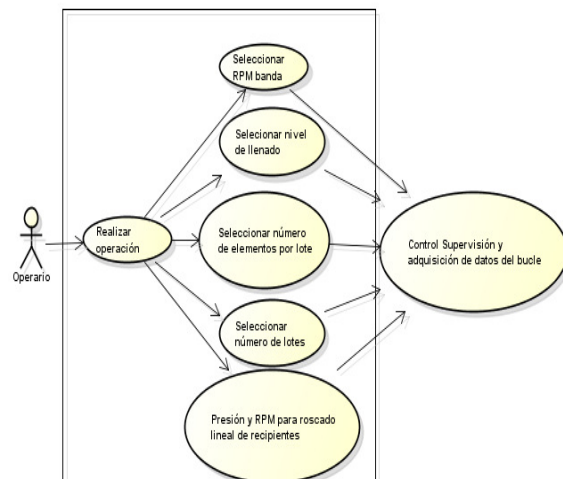 Seleccionar
RPM banda
Selecionar nivel
de llenado
Realizar
operación
Seleccionar número
de elementos por lote
Control Supervisión y
adquisición de datos del bucle
Operario
Seleccionar
número de lotes
Presión y RPM para roscado
lineal de recipientes